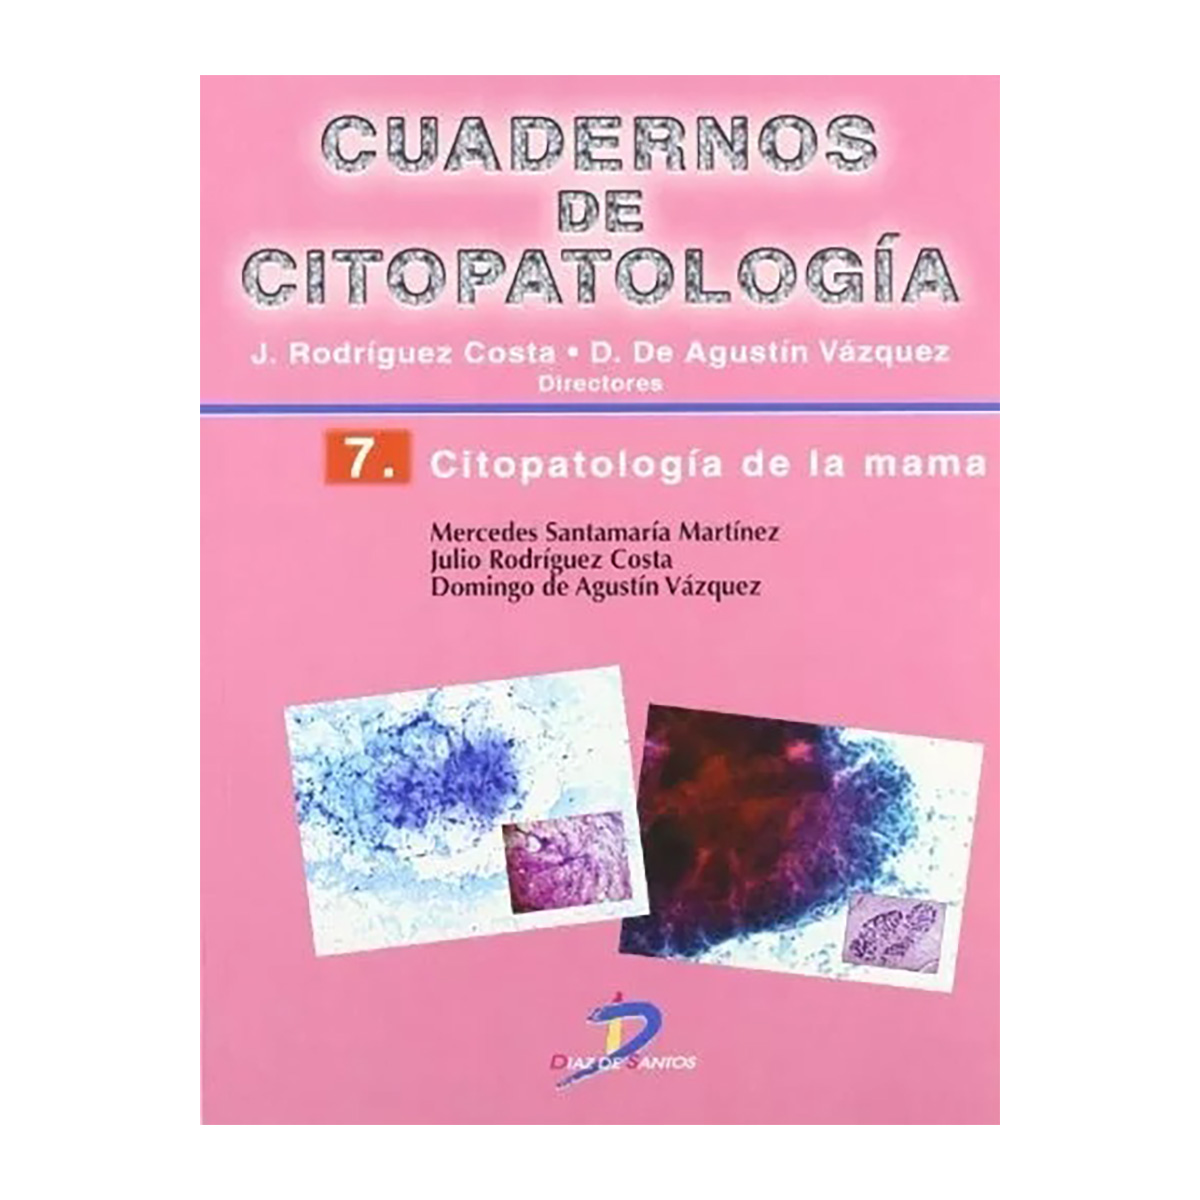 CUADERNOS
DE
CITOPATOLOGÍA
J. Rodríguez Costa • D. De Agustín Vázquez
Directores
7. Citopatología de la mama
Mercedes Santamaría Martínez
Julio Rodríguez Costa
Domingo de Agustín Vázquez
DIAZ DE SANTOS